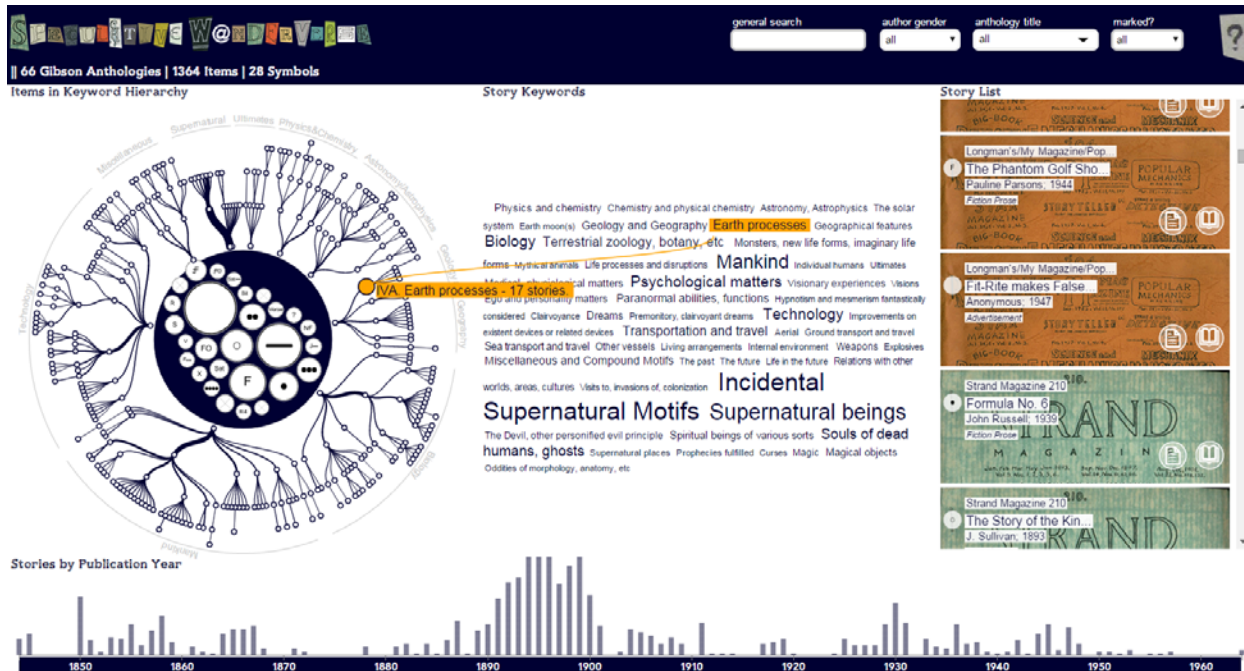 Speculative W@nderverse
general search
author gender
anthology title
marked?
all
all
all
?
|| 66 Gibson Anthologies | 1364 Items | 28 Symbols
Items in Keyword Hierarchy
Supernatural
Ultimates
Physics&Chemistry
Astronomy/Astrophysics
Geology
Geography
Biology
Mankind
Technology
Miscellaneous
IVA. Earth processes - 17 stories.
FO
F
NF
X
S
Story Keywords
Physics and chemistry Chemistry and physical chemistry Astronomy, Astrophysics The solar
system Earth moon(s) Geology and Geography Earth processes Geographical features
Biology Terrestrial zoology, botany, etc Monsters, new life forms, imaginary life
forms Mythical animals Life processes and disruptions Mankind Individual humans Ultimates
Medical, physiological matters Psychological matters Visionary experiences Visions
Ego and personality matters Paranormal abilities, functions Hypnotism and mesmerism fantastically
considered Clairvoyance Dreams Premonitory, clairvoyant dreams Technology Improvements on
existent devices or related devices Transportation and travel Aerial Ground transport and travel
Sea transport and travel Other vessels Living arrangements Internal environment Weapons Explosives
Miscellaneous and Compound Motifs The past The future Life in the future Relations with other
worlds, areas, cultures Visits to, invasions of, colonization Incidental
Supernatural Motifs Supernatural beings
The Devil, other personified evil principle Spiritual beings of various sorts Souls of dead
humans, ghosts Supernatural places Prophecies fulfilled Curses Magic Magical objects
Oddities of morphology, anatomy, etc
Story List
Longman's/My Magazine/Pop...
The Phantom Golf Sho...
Pauline Parsons; 1944
Fiction Prose
POPULAR
MECHANICS
Longman's/My Magazine/Pop...
Fit-Rite makes False...
Anonymous; 1947
Advertisement
Strand Magazine 210
Formula No. 6
John Russell; 1939
Fiction Prose
STRAND
MAGAZIN
Strand Magazine 210
The Story of the Kin...
J. Sullivan; 1893
Stories by Publication Year
1850 1860 1870 1880 1890 1900 1910 1920 1930 1940 1950 1960